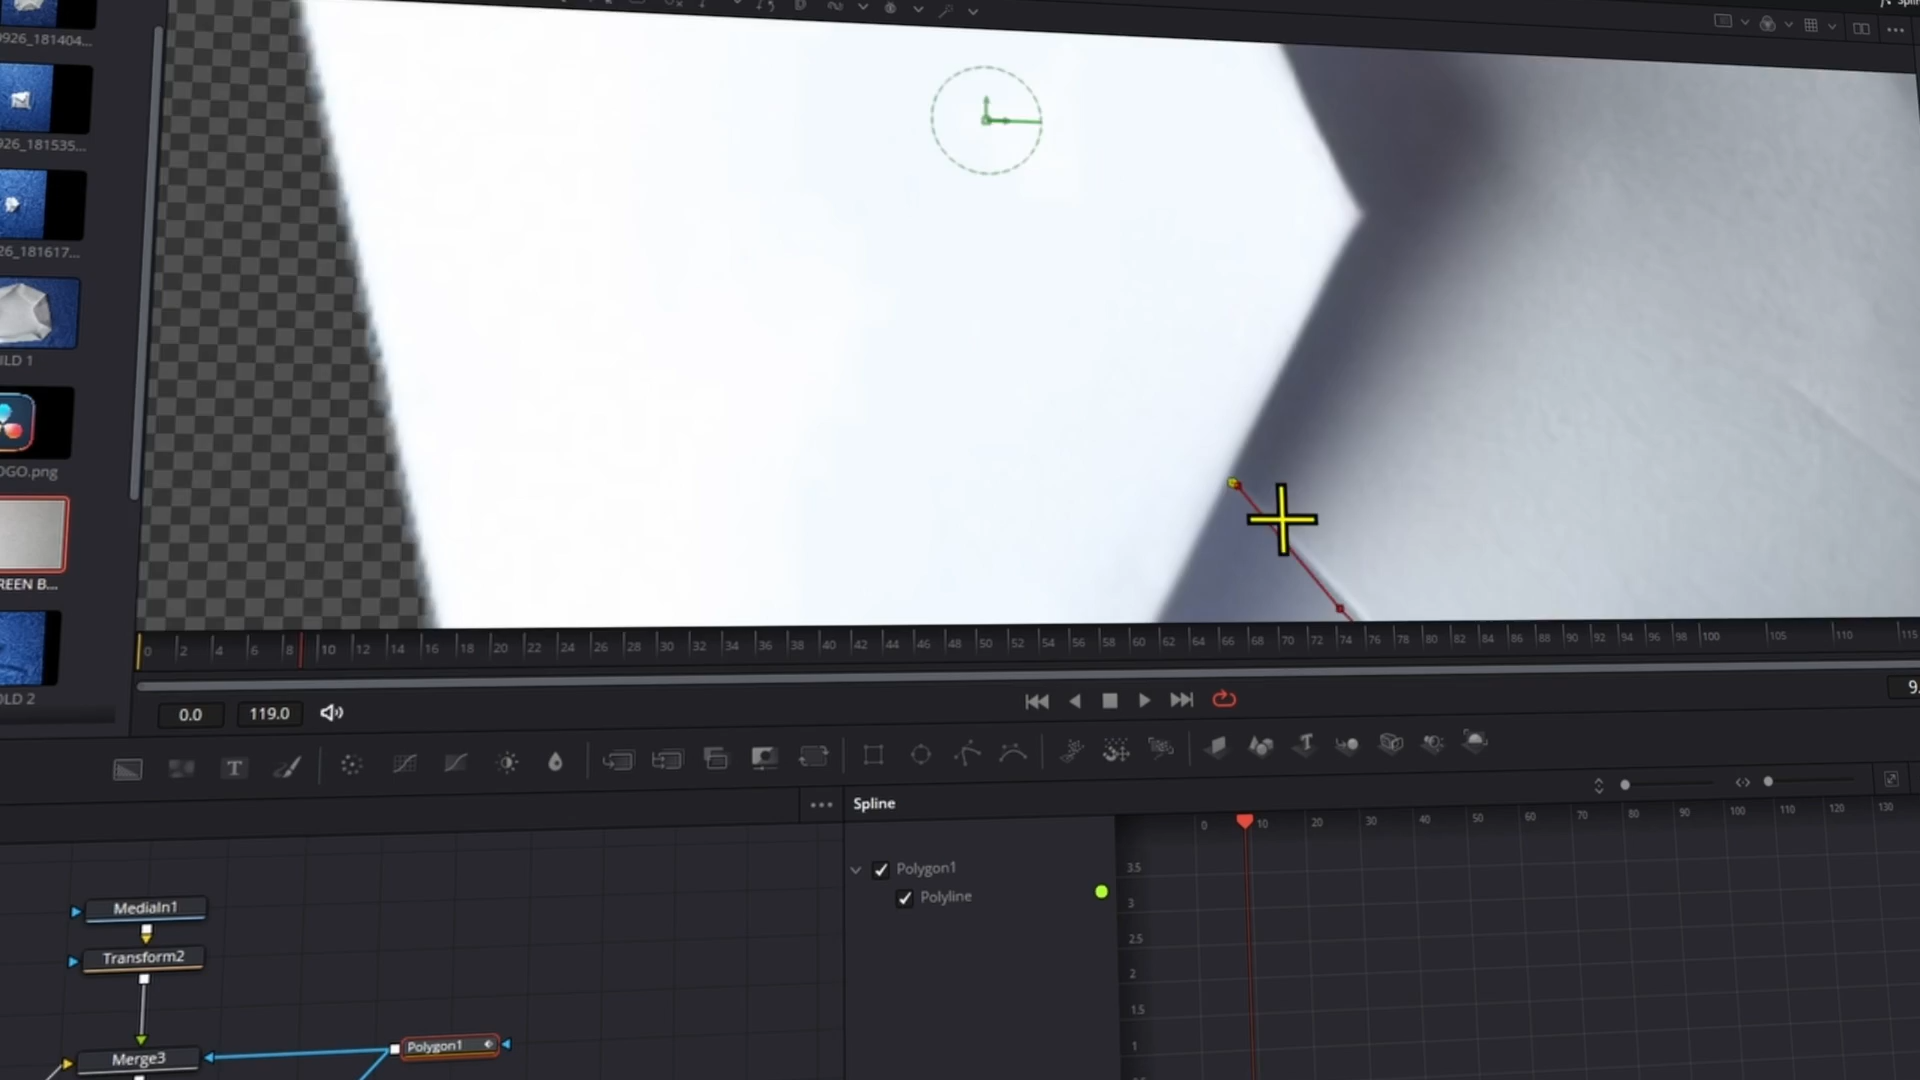 Splin
0926_181404...
926_181535...
26_181617...
LD 1
OGO.png
REEN B...
OLD 2
0 2 4 6 8 10 12 14 16 18 20 22 24 26 28 30 32 34 36 38 40 42 44 46 48 50 52 54 56 58 60 62 64 66 68 70 72 74 76 78 80 82 84 86 88 90 92 94 96 98 100 105 110 115
0.0 119.0 9.
T
Spline
0 10 20 30 40 50 60 70 80 90 100 110 120 130
Polygon1
Polyline
3.5
3
2.5
2
1.5
1
MediaIn1
Transform2
Polygon1
Merge3